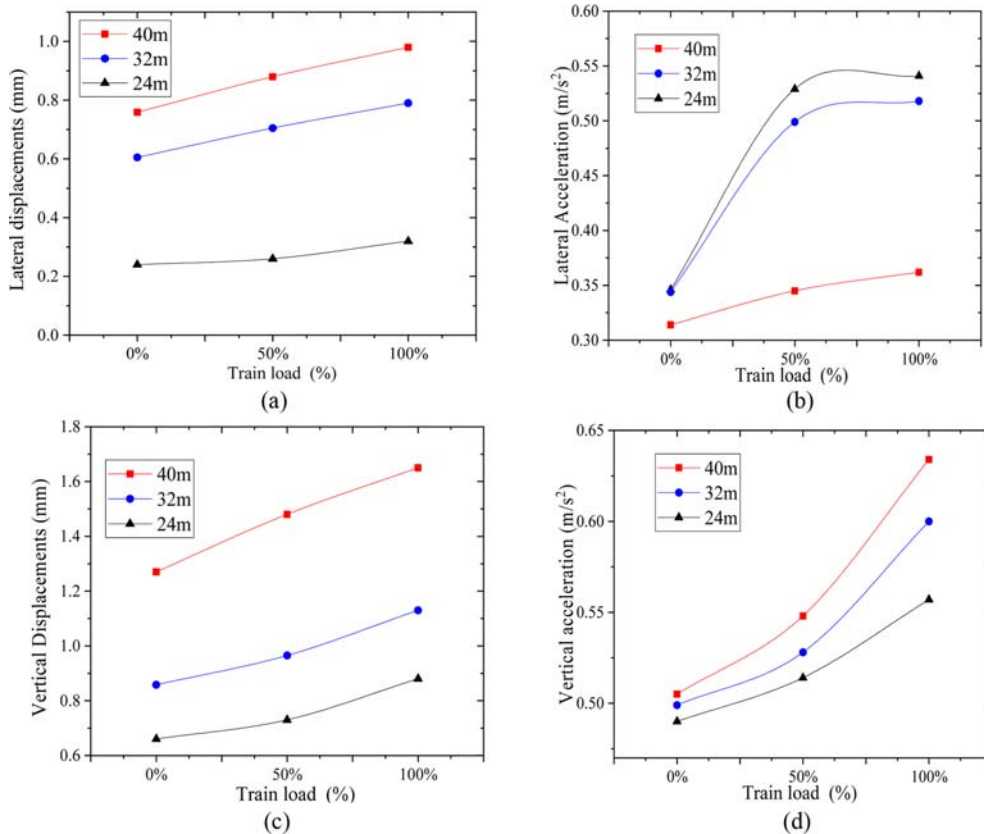 40m
32m
24m
1.0
0.8
0.6
0.4
0.2
0.0
Lateral displacements (mm)
0%
50%
100%
Train load (%)
(a)
40m
32m
24m
0.60
0.55
0.50
0.45
0.40
0.35
0.30
Lateral Acceleration (m/s²)
0%
50%
100%
Train load (%)
(b)
40m
32m
24m
1.8
1.6
1.4
1.2
1.0
0.8
0.6
Vertical Displacements (mm)
0%
50%
100%
Train load (%)
(c)
40m
32m
24m
0.65
0.60
0.55
0.50
Vertical acceleration (m/s²)
0%
50%
100%
Train load (%)
(d)